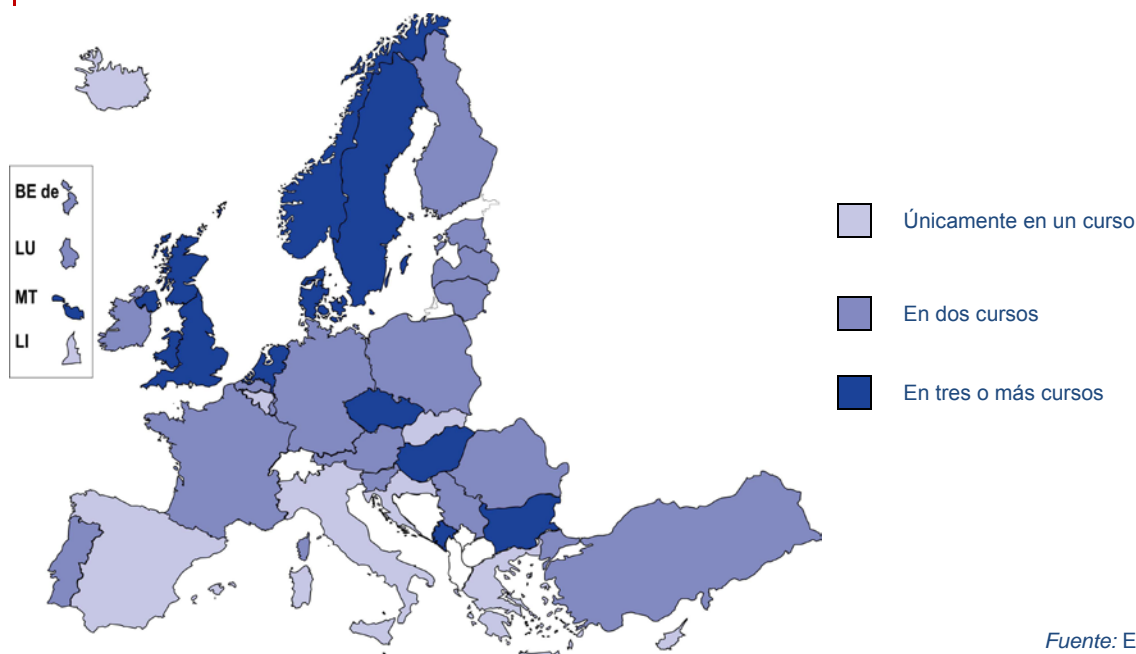 BE de
LU
MT
LI
Únicamente en un curso
En dos cursos
En tres o más cursos
Fuente: E